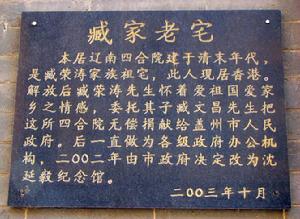 臧家老宅
本居辽南四合院建于清末年代，
是臧荣涛家族祖宅，此人现居香港。
解放后臧荣涛先生怀着爱祖国爱家
乡之情感，委托其子臧文昌先生把
这所四合院无偿捐献给盖州市人民
政府。后一直做为各级政府办公机
构，二00二年由市政府决定改为沈
延毅纪念馆。
二00三年十月